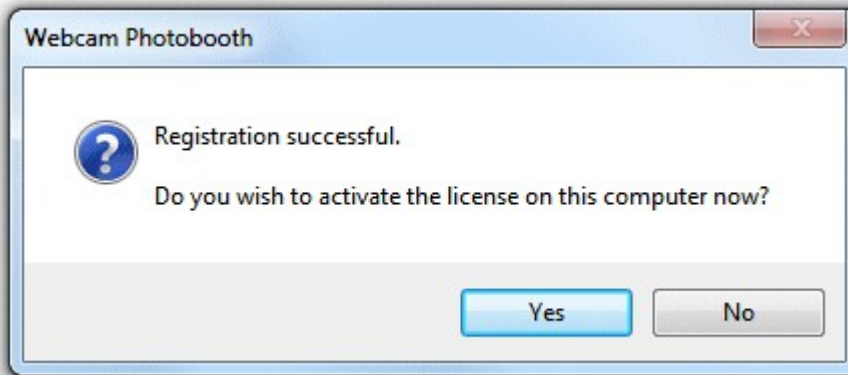 Webcam Photobooth
Registration successful.
Do you wish to activate the license on this computer now?
Yes
No